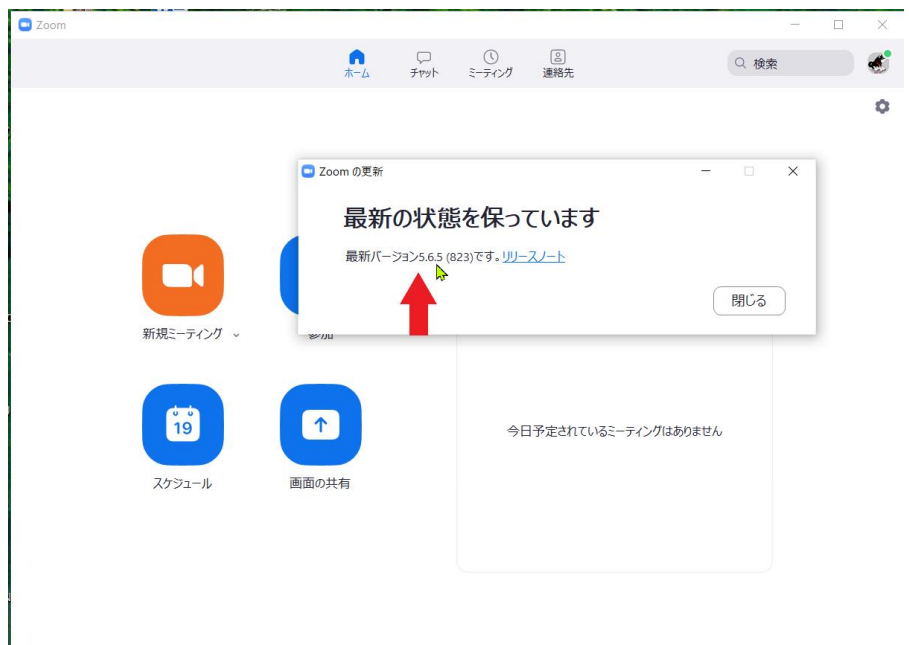 Zoom
ホーム
チャット
ミーティング
連絡先
検索
Zoom の更新
最新の状態を保っています
最新バージョン5.6.5 (823)です。リリースノート
閉じる
新規ミーティング
参加
19
スケジュール
画面の共有
今日予定されているミーティングはありません